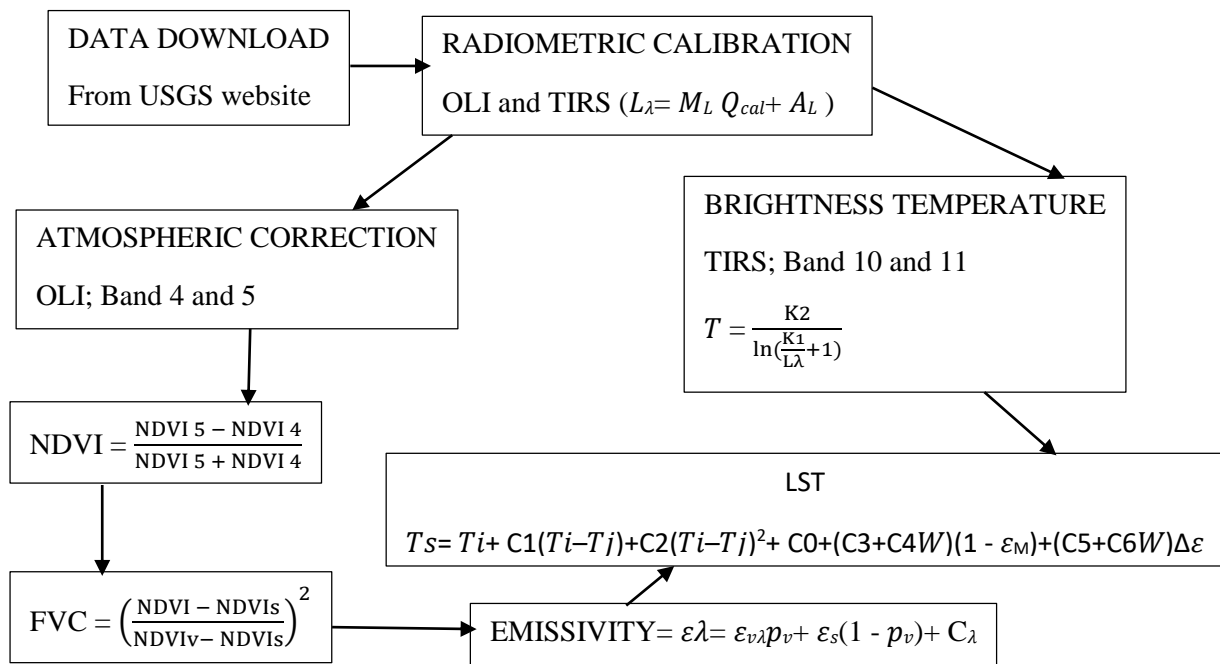 DATA DOWNLOAD
From USGS website
RADIOMETRIC CALIBRATION
OLI and TIRS (Lλ= ML Qcal+ AL )
ATMOSPHERIC CORRECTION
OLI; Band 4 and 5
BRIGHTNESS TEMPERATURE
TIRS; Band 10 and 11
T = K2 / ln(K1/Lλ +1)
NDVI = NDVI 5 − NDVI 4 / NDVI 5 + NDVI 4
LST
Ts= Ti+ C1(Ti–Tj)+C2(Ti–Tj)²+ C0+(C3+C4W)(1 - εM)+(C5+C6W)Δε
FVC = (NDVI − NDVIs / NDVIv− NDVIs)²
EMISSIVITY= ελ= εvλpv+ εs(1 - pv)+ Cλ